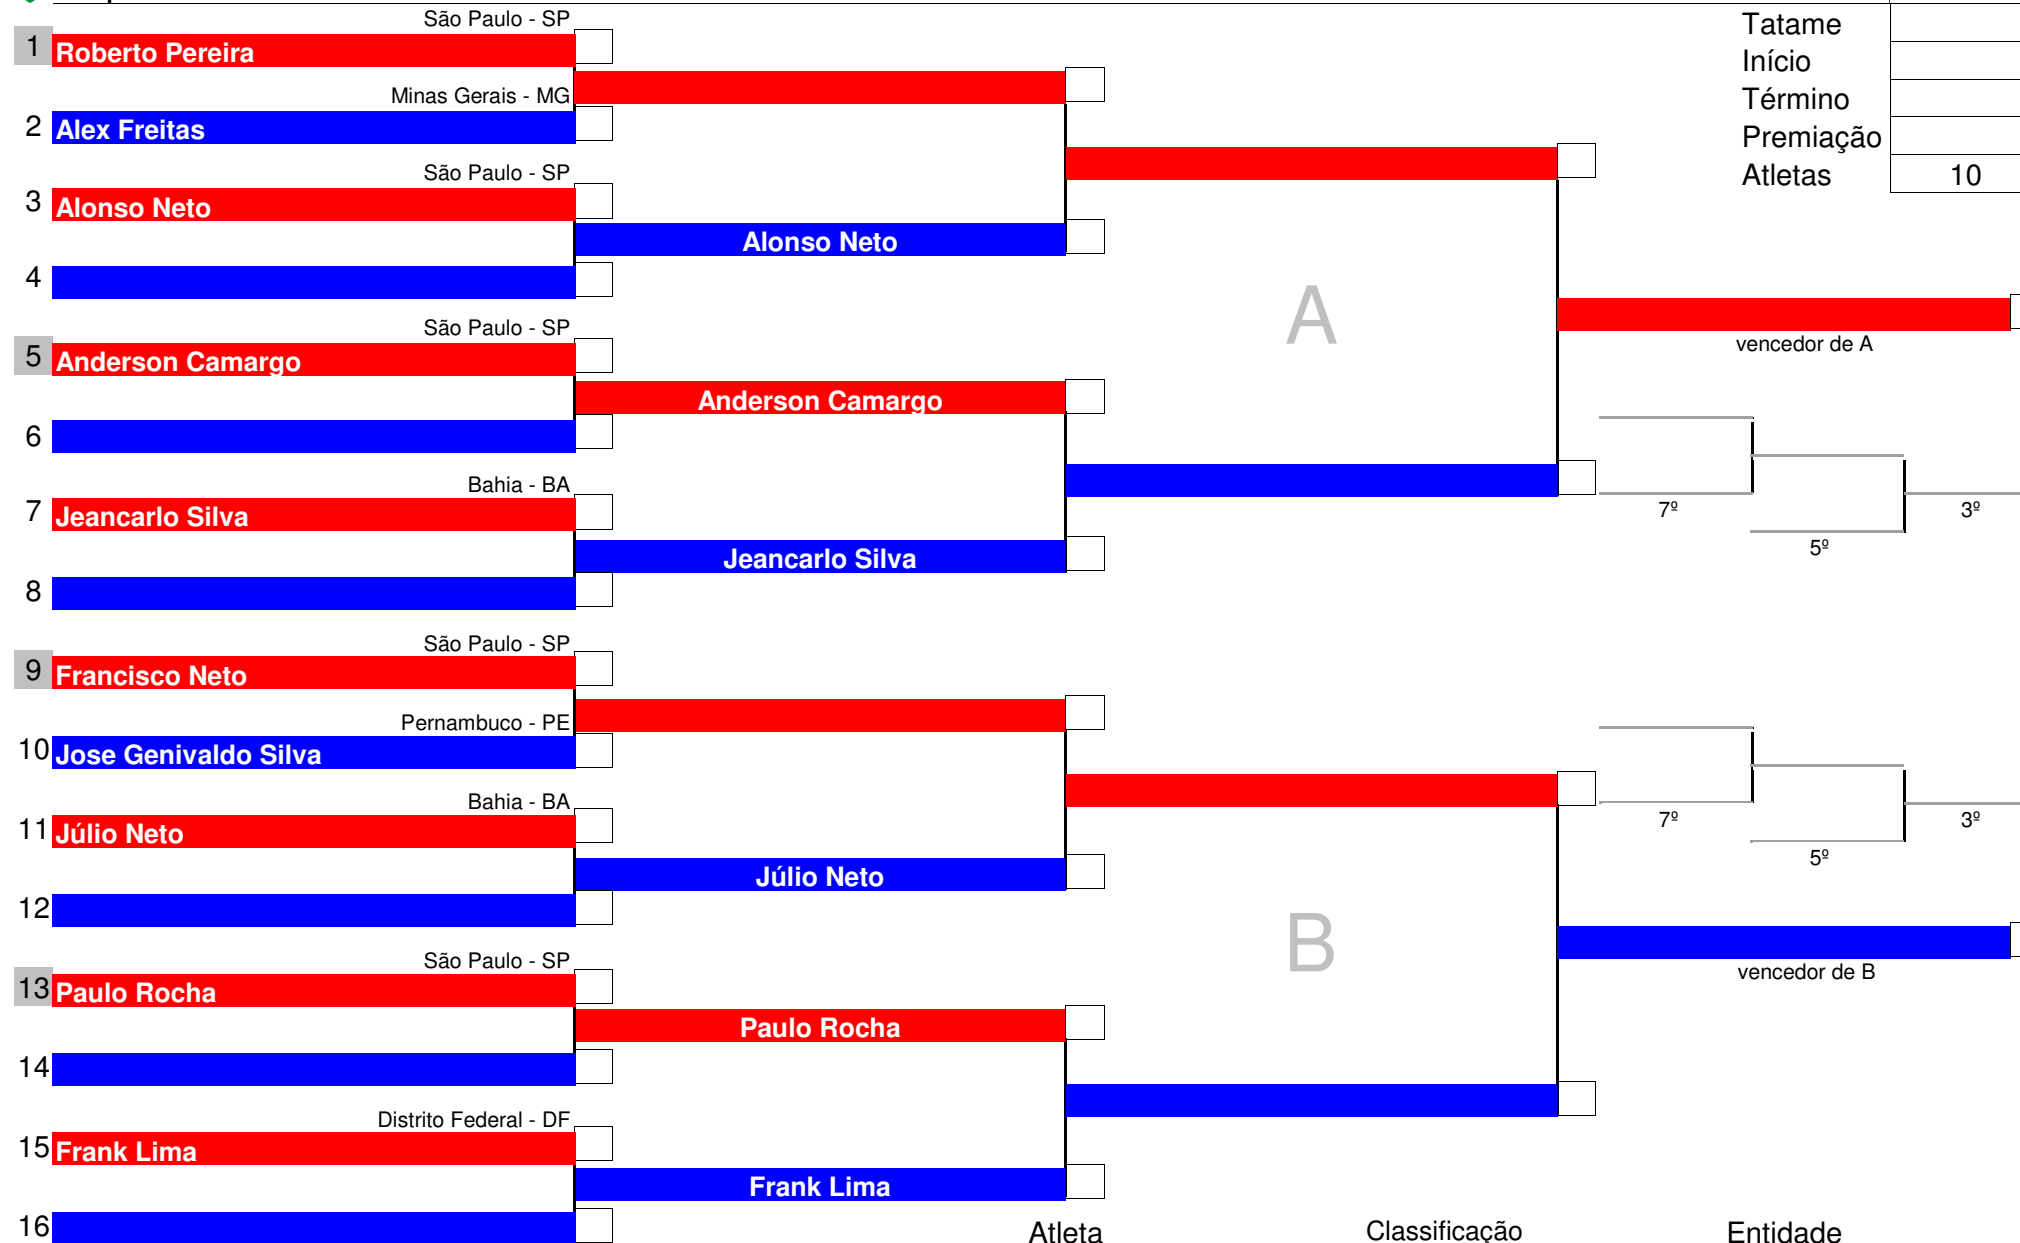 São Paulo - SP
1 Roberto Pereira
Minas Gerais - MG
2 Alex Freitas
São Paulo - SP
3 Alonso Neto
Alonso Neto
4
São Paulo - SP
5 Anderson Camargo
Anderson Camargo
6
Bahia - BA
7 Jeancarlo Silva
Jeancarlo Silva
8
São Paulo - SP
9 Francisco Neto
Pernambuco - PE
10 Jose Genivaldo Silva
Bahia - BA
11 Júlio Neto
Júlio Neto
12
São Paulo - SP
13 Paulo Rocha
Paulo Rocha
14
Distrito Federal - DF
15 Frank Lima
Frank Lima
16
A
B
Tatame
Início
Término
Premiação
Atletas 10
vencedor de A
7º
3º
5º
7º
3º
5º
vencedor de B
Atleta Classificação Entidade